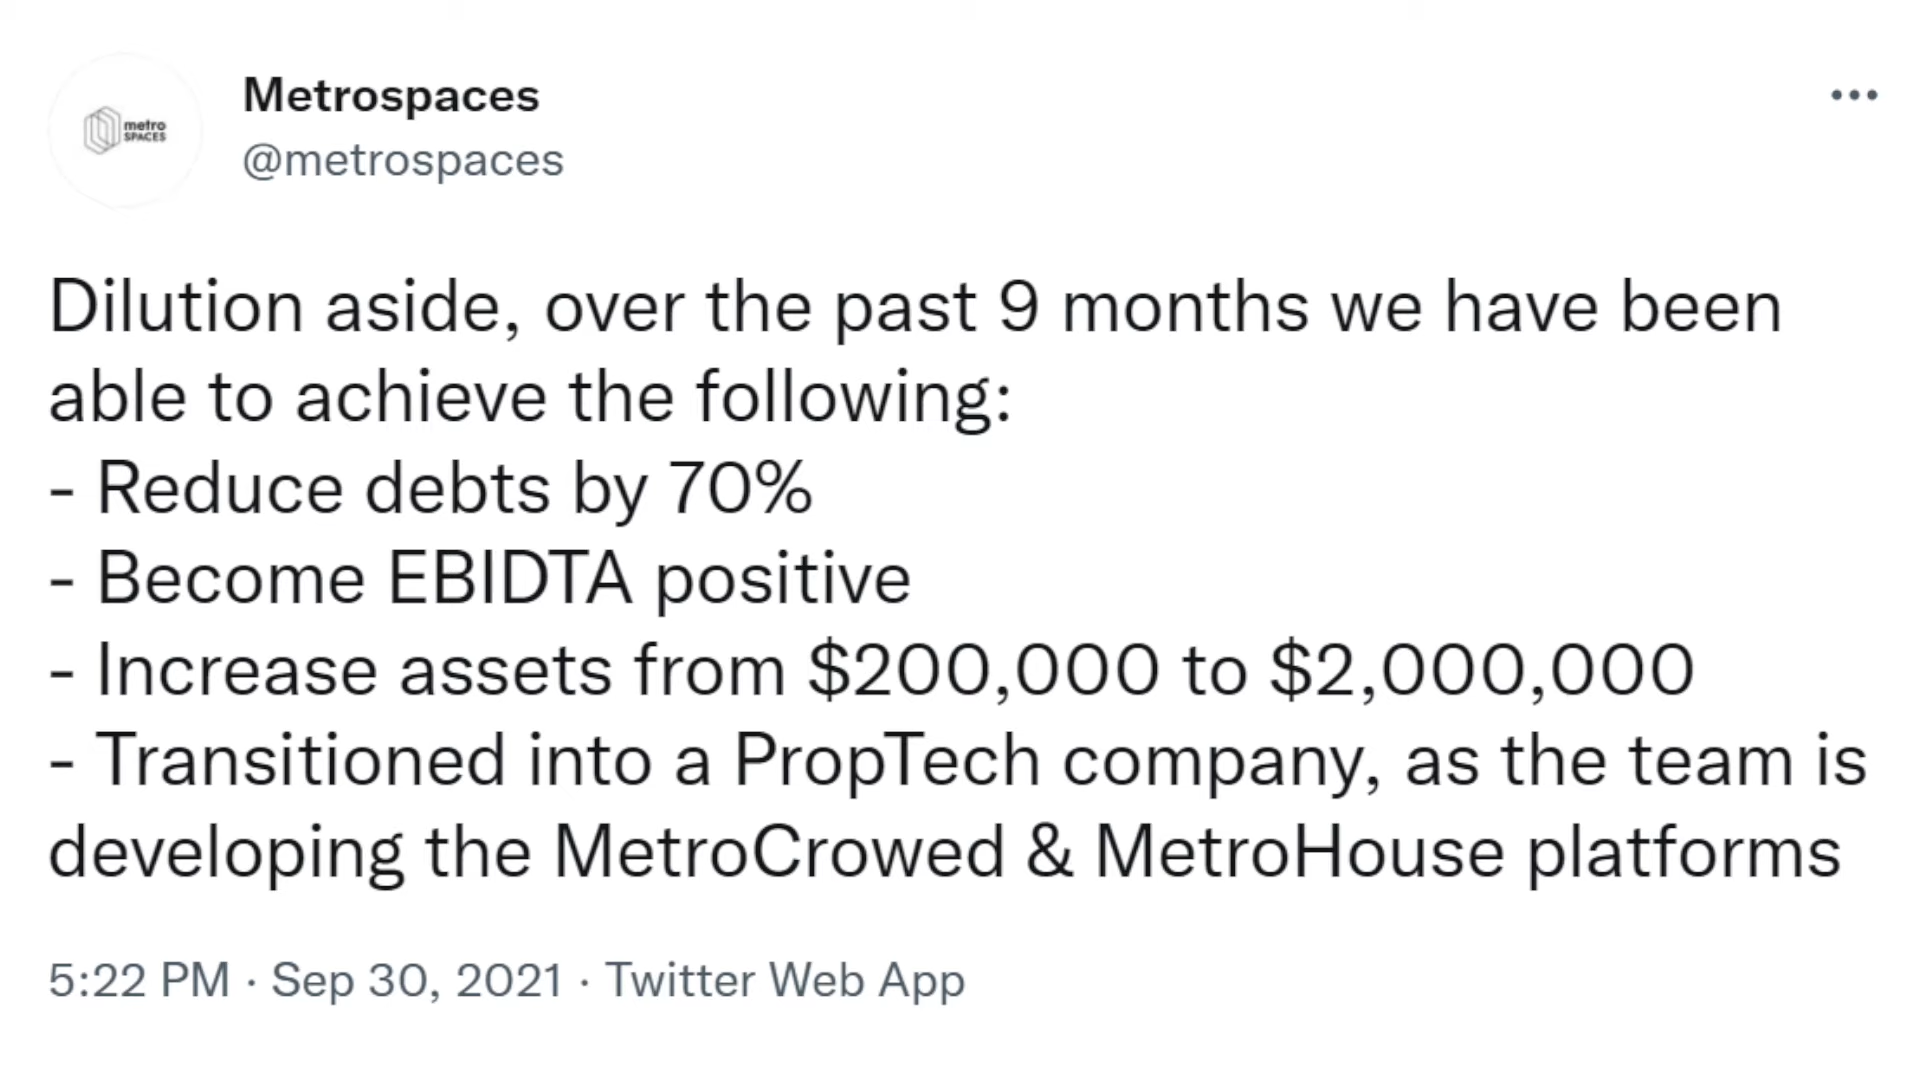 metro
SPACES
Metrospaces
@metrospaces
Dilution aside, over the past 9 months we have been
able to achieve the following:
- Reduce debts by 70%
- Become EBIDTA positive
- Increase assets from $200,000 to $2,000,000
- Transitioned into a PropTech company, as the team is
developing the MetroCrowed & MetroHouse platforms
5:22 PM · Sep 30, 2021 · Twitter Web App